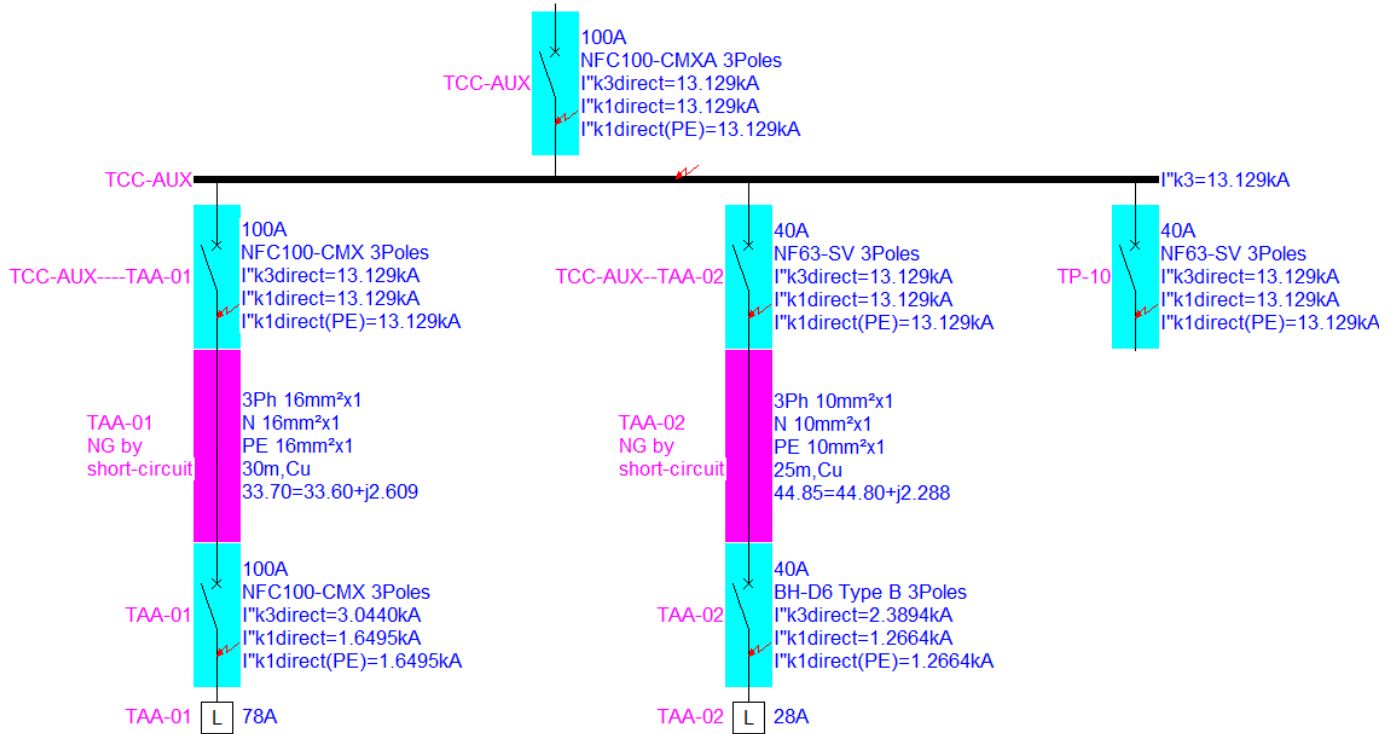 100A
NFC100-CMXA 3Poles
TCC-AUX
I"k3direct=13.129kA
I"k1direct=13.129kA
I"k1direct(PE)=13.129kA
TCC-AUX
I"k3=13.129kA
100A
NFC100-CMX 3Poles
TCC-AUX----TAA-01
I"k3direct=13.129kA
I"k1direct=13.129kA
I"k1direct(PE)=13.129kA
40A
NF63-SV 3Poles
TCC-AUX--TAA-02
I"k3direct=13.129kA
I"k1direct=13.129kA
I"k1direct(PE)=13.129kA
40A
NF63-SV 3Poles
TP-10
I"k3direct=13.129kA
I"k1direct=13.129kA
I"k1direct(PE)=13.129kA
TAA-01
NG by
short-circuit
3Ph 16mm²x1
N 16mm²x1
PE 16mm²x1
30m,Cu
33.70=33.60+j2.609
TAA-02
NG by
short-circuit
3Ph 10mm²x1
N 10mm²x1
PE 10mm²x1
25m,Cu
44.85=44.80+j2.288
100A
NFC100-CMX 3Poles
TAA-01
I"k3direct=3.0440kA
I"k1direct=1.6495kA
I"k1direct(PE)=1.6495kA
40A
BH-D6 Type B 3Poles
TAA-02
I"k3direct=2.3894kA
I"k1direct=1.2664kA
I"k1direct(PE)=1.2664kA
TAA-01 L 78A
TAA-02 L 28A